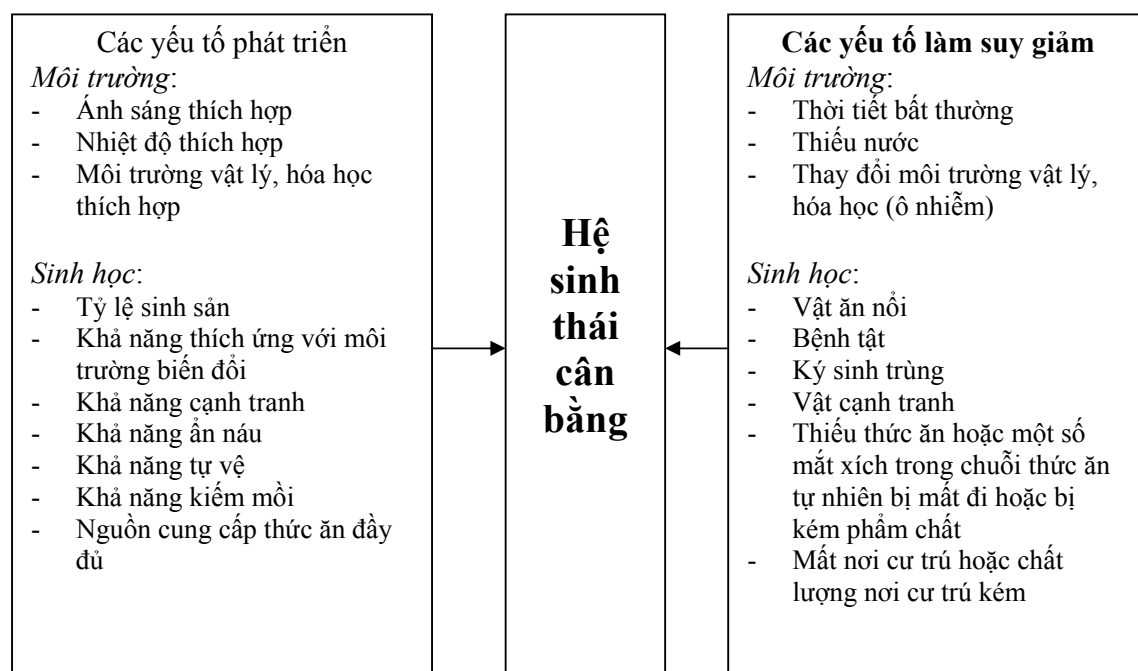 Các yếu tố phát triển
Môi trường:
- Ánh sáng thích hợp
- Nhiệt độ thích hợp
- Môi trường vật lý, hóa học
thích hợp
Sinh học:
- Tỷ lệ sinh sản
- Khả năng thích ứng với môi
trường biến đổi
- Khả năng cạnh tranh
- Khả năng ẩn náu
- Khả năng tự vệ
- Khả năng kiếm mồi
- Nguồn cung cấp thức ăn đầy
đủ
Hệ
sinh
thái
cân
bằng
Các yếu tố làm suy giảm
Môi trường:
- Thời tiết bất thường
- Thiếu nước
- Thay đổi môi trường vật lý,
hóa học (ô nhiễm)
Sinh học:
- Vật ăn nổi
- Bệnh tật
- Ký sinh trùng
- Vật cạnh tranh
- Thiếu thức ăn hoặc một số
mắt xích trong chuỗi thức ăn
tự nhiên bị mất đi hoặc bị
kém phẩm chất
- Mất nơi cư trú hoặc chất
lượng nơi cư trú kém